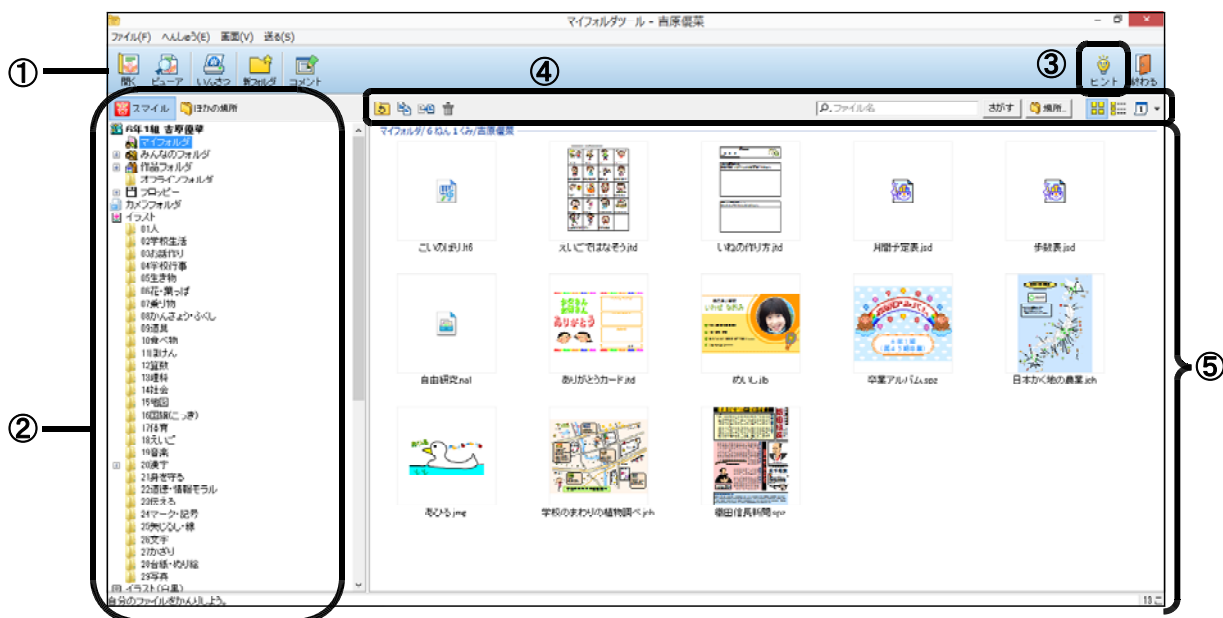 マイフォルダツール - 吉原優菜
ファイル(F) へんしゅう(E) 画面(V) 送る(S)
① ③ ④
開く ビューア いんさつ 新フォルダ コメント ヒント 終わる
スマイル ほかの場所
ファイル名 さがす 場所..
6年1組 吉原優菜
マイフォルダ/6ねん1くみ/吉原優菜
マイフォルダ
みんなのフォルダ
作品フォルダ
オフラインフォルダ
フロッピー
カメンフォルダ
イラスト
01人
02学校生活
03お話作り
04学校行事
05生き物
06花・葉っぱ
07乗り物
08かんきょう・ふくし
09道具
10食べ物
11ほけん
12算数
13理科
14社会
15地図
16国旗(こっき)
17体育
18えいご
19音楽
20漢字
21身を守る
22道徳・情報モラル
23伝える
24マーク・記号
25矢じるし・線
26文字
27かざり
28台紙・ぬり絵
29写真
イラスト(白黒)
自分のファイルをかんりしよう。
②
こいのぼり.jt6 えいごではなそう.jtd いねの作り方.jtd 月間予定表.jsd 歩数表.jsd
自由研究.nal ありがとうカード.jtd めいし.jtb 卒業アルバム.spz 日本かく地の農業.jch
あひる.jmg 学校のまわりの植物調べ.jch 織田信長新聞.spz
ありがとう
⑤
13こ